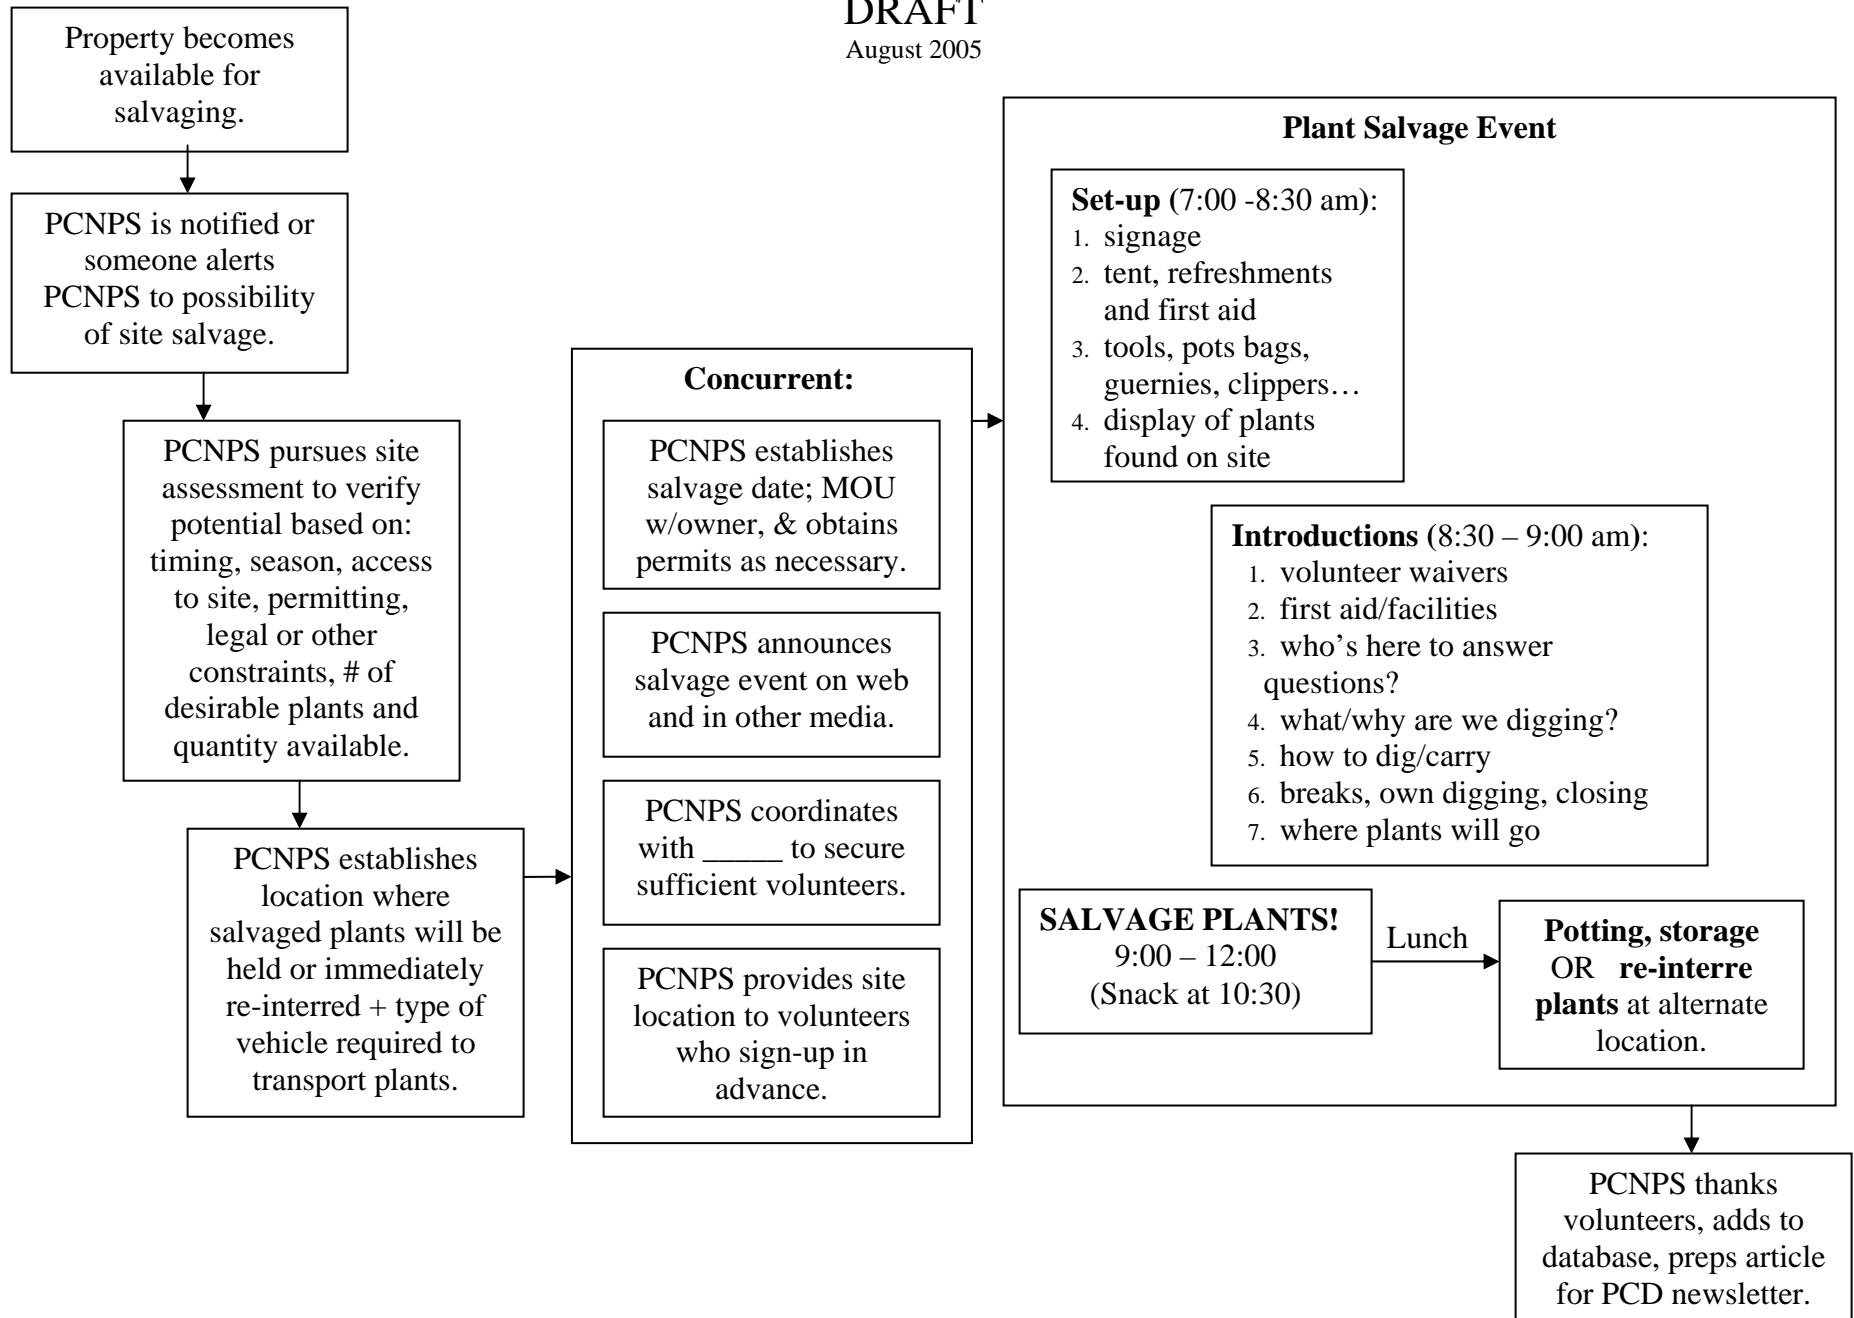 DRAFT
August 2005
Property becomes
available for
salvaging.
PCNPS is notified or
someone alerts
PCNPS to possibility
of site salvage.
PCNPS pursues site
assessment to verify
potential based on:
timing, season, access
to site, permitting,
legal or other
constraints, # of
desirable plants and
quantity available.
PCNPS establishes
location where
salvaged plants will be
held or immediately
re-interred + type of
vehicle required to
transport plants.
Concurrent:
PCNPS establishes
salvage date; MOU
w/owner, & obtains
permits as necessary.
PCNPS announces
salvage event on web
and in other media.
PCNPS coordinates
with _____ to secure
sufficient volunteers.
PCNPS provides site
location to volunteers
who sign-up in
advance.
Plant Salvage Event
Set-up (7:00 -8:30 am):
1. signage
2. tent, refreshments
and first aid
3. tools, pots bags,
guernies, clippers…
4. display of plants
found on site
Introductions (8:30 – 9:00 am):
1. volunteer waivers
2. first aid/facilities
3. who’s here to answer
questions?
4. what/why are we digging?
5. how to dig/carry
6. breaks, own digging, closing
7. where plants will go
SALVAGE PLANTS!
9:00 – 12:00
(Snack at 10:30)
Lunch
Potting, storage
OR re-interre
plants at alternate
location.
PCNPS thanks
volunteers, adds to
database, preps article
for PCD newsletter.